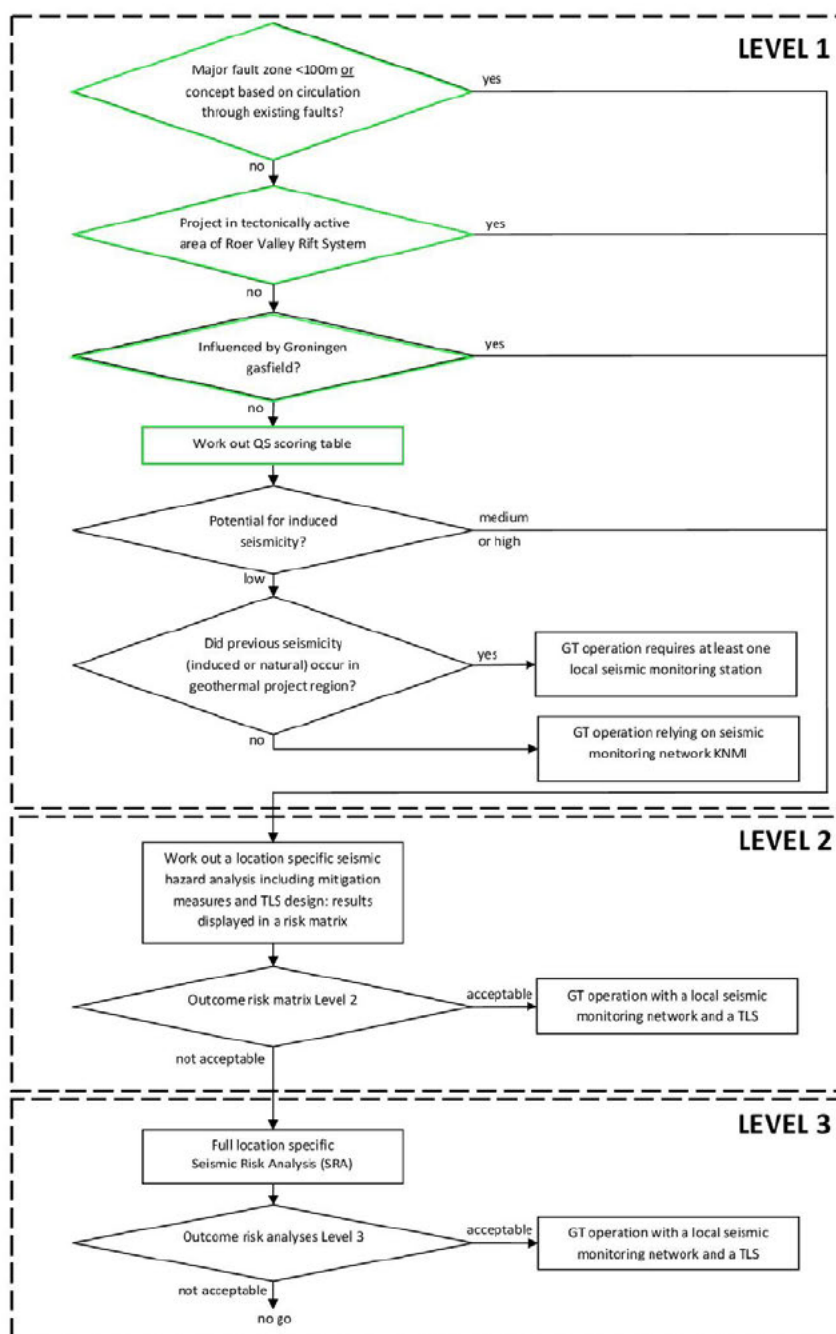 LEVEL 1
Major fault zone <100m or
concept based on circulation
through existing faults?
yes
no
Project in tectonically active
area of Roer Valley Rift System
yes
no
Influenced by Groningen
gasfield?
yes
no
Work out QS scoring table
Potential for induced
seismicity?
medium
or high
low
Did previous seismicity
(induced or natural) occur in
geothermal project region?
yes
GT operation requires at least one
local seismic monitoring station
no
GT operation relying on seismic
monitoring network KNMI
LEVEL 2
Work out a location specific seismic
hazard analysis including mitigation
measures and TLS design: results
displayed in a risk matrix
Outcome risk matrix Level 2
acceptable
GT operation with a local seismic
monitoring network and a TLS
not acceptable
LEVEL 3
Full location specific
Seismic Risk Analysis (SRA)
Outcome risk analyses Level 3
acceptable
GT operation with a local seismic
monitoring network and a TLS
not acceptable
no go